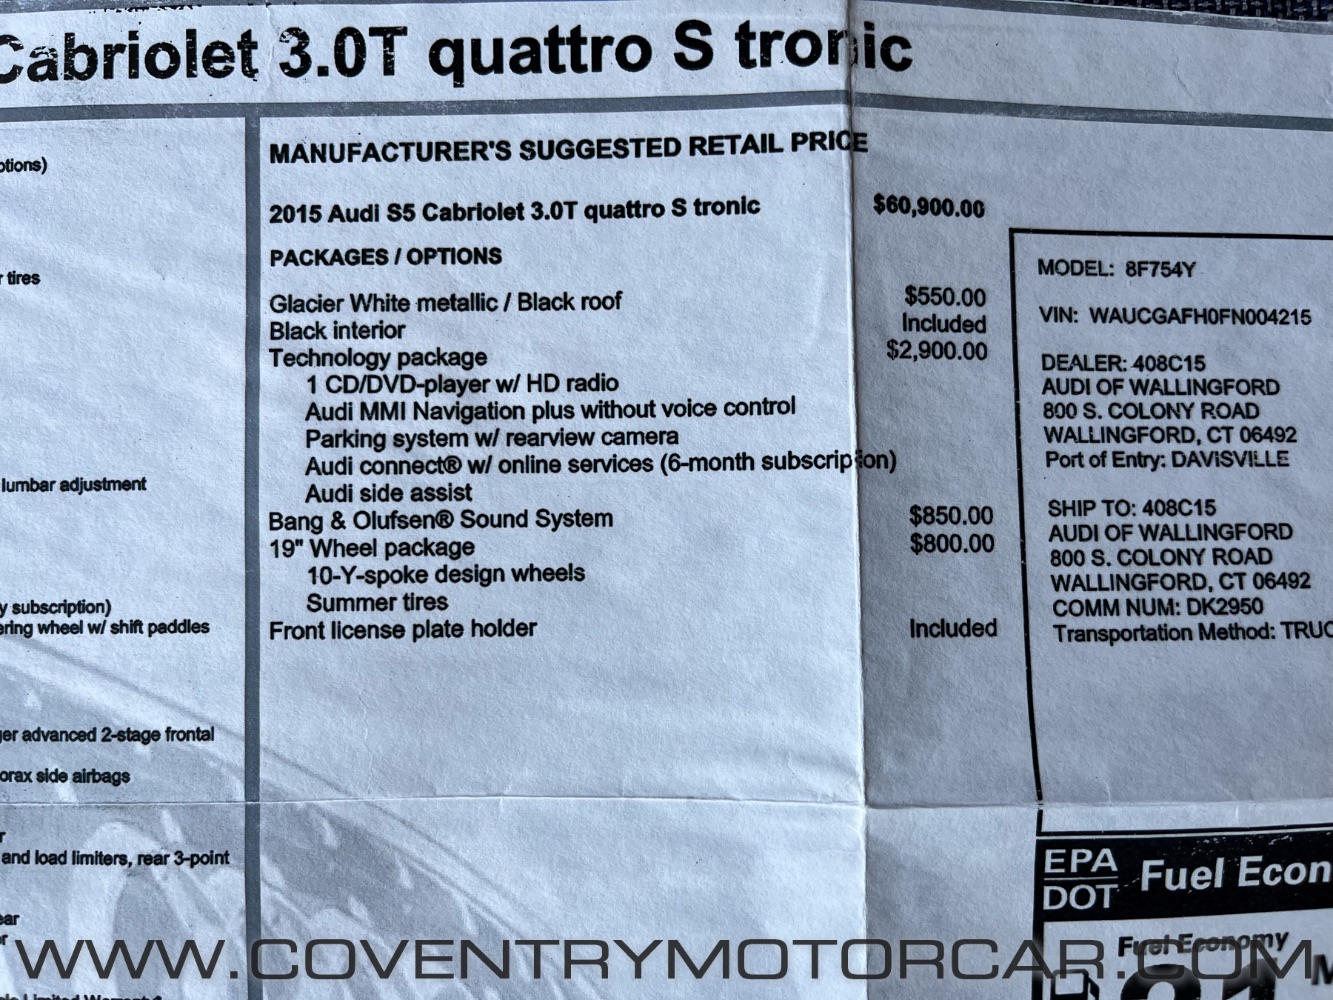 Cabriolet 3.0T quattro S tronic
MANUFACTURER'S SUGGESTED RETAIL PRICE
2015 Audi S5 Cabriolet 3.0T quattro S tronic $60,900.00
PACKAGES / OPTIONS
Glacier White metallic / Black roof $550.00
Black interior Included
Technology package $2,900.00
1 CD/DVD-player w/ HD radio
Audi MMI Navigation plus without voice control
Parking system w/ rearview camera
Audi connect® w/ online services (6-month subscription)
Audi side assist
Bang & Olufsen® Sound System $850.00
19" Wheel package $800.00
10-Y-spoke design wheels
Summer tires
Front license plate holder Included
tires
lumbar adjustment
subscription)
wheel w/ shift paddles
advanced 2-stage frontal
side airbags
and load limiters, rear 3-point
MODEL: 8F754Y
VIN: WAUCGAFH0FN004215
DEALER: 408C15
AUDI OF WALLINGFORD
800 S. COLONY ROAD
WALLINGFORD, CT 06492
Port of Entry: DAVISVILLE
SHIP TO: 408C15
AUDI OF WALLINGFORD
800 S. COLONY ROAD
WALLINGFORD, CT 06492
COMM NUM: DK2950
Transportation Method: TRUC
EPA
DOT
Fuel Econ
Fuel Economy
WWW.COVENTRYMOTORCAR.COM